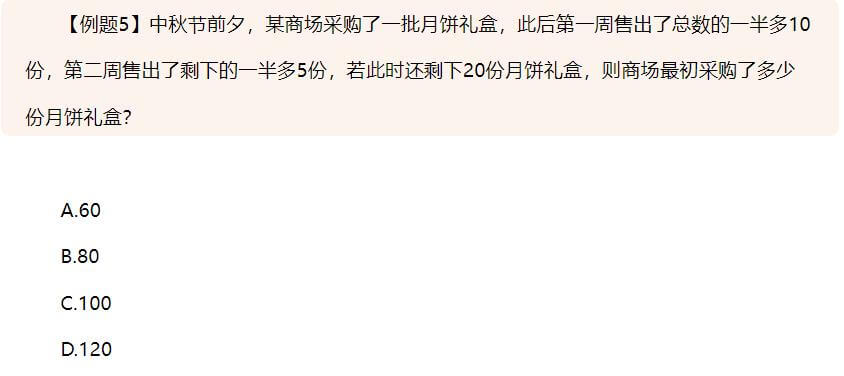 【例题5】中秋节前夕，某商场采购了一批月饼礼盒，此后第一周售出了总数的一半多10
份，第二周售出了剩下的一半多5份，若此时还剩下20份月饼礼盒，则商场最初采购了多少
份月饼礼盒？
A.60
B.80
C.100
D.120